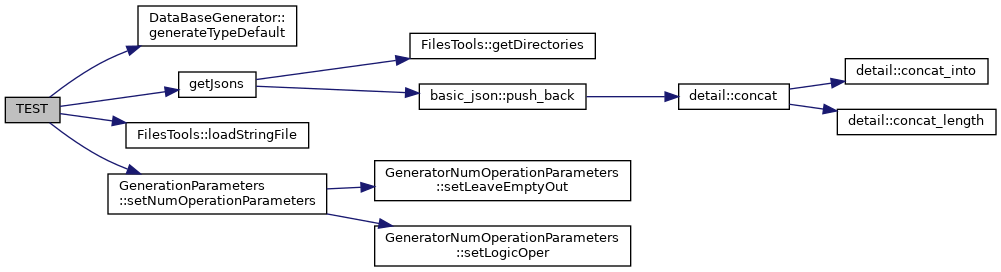 TEST
DataBaseGenerator::
generateTypeDefault
getJsons
FilesTools::getDirectories
basic_json::push_back
detail::concat
detail::concat_into
detail::concat_length
FilesTools::loadStringFile
GenerationParameters
::setNumOperationParameters
GeneratorNumOperationParameters
::setLeaveEmptyOut
GeneratorNumOperationParameters
::setLogicOper